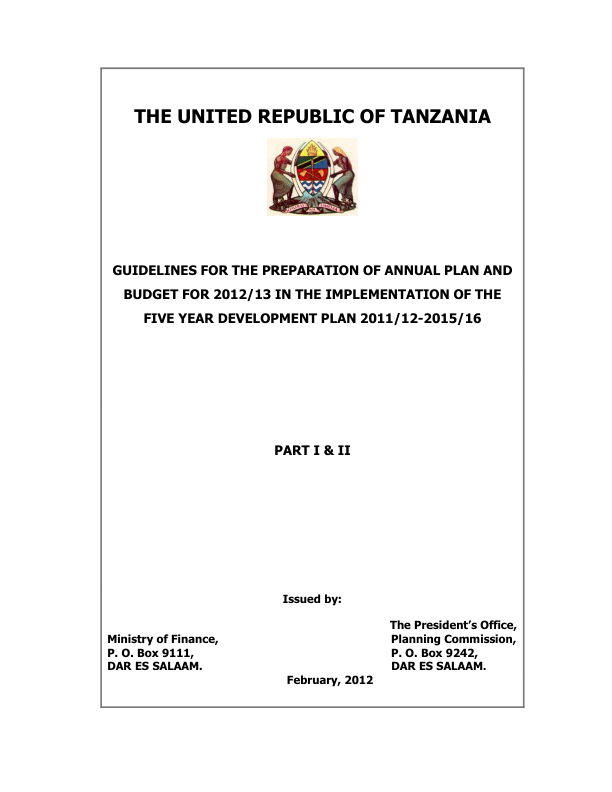 THE UNITED REPUBLIC OF TANZANIA
GUIDELINES FOR THE PREPARATION OF ANNUAL PLAN AND
BUDGET FOR 2012/13 IN THE IMPLEMENTATION OF THE
FIVE YEAR DEVELOPMENT PLAN 2011/12-2015/16
PART I & II
Issued by:
Ministry of Finance,
P. O. Box 9111,
DAR ES SALAAM.
The President’s Office,
Planning Commission,
P. O. Box 9242,
DAR ES SALAAM.
February, 2012